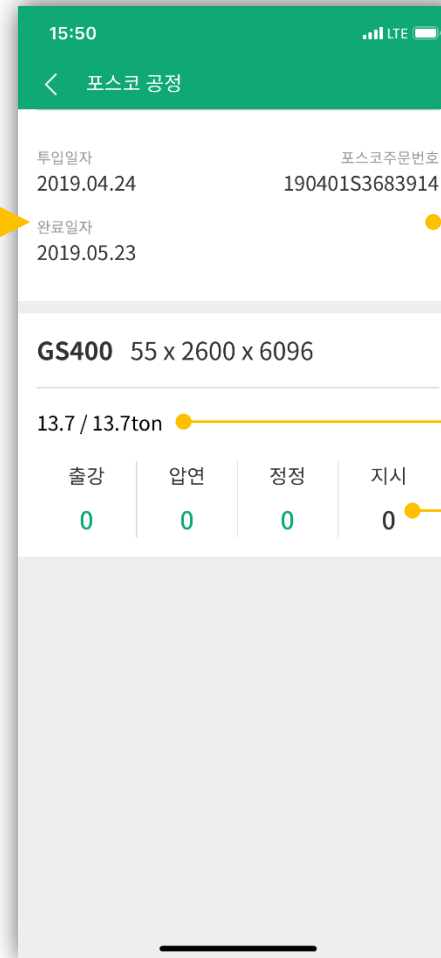 15:50 LTE
포스코 공정
투입일자 포스코주문번호
2019.04.24 190401S3683914
완료일자
2019.05.23
GS400 55 x 2600 x 6096
13.7 / 13.7ton
출강 압연 정정 지시
0 0 0 0